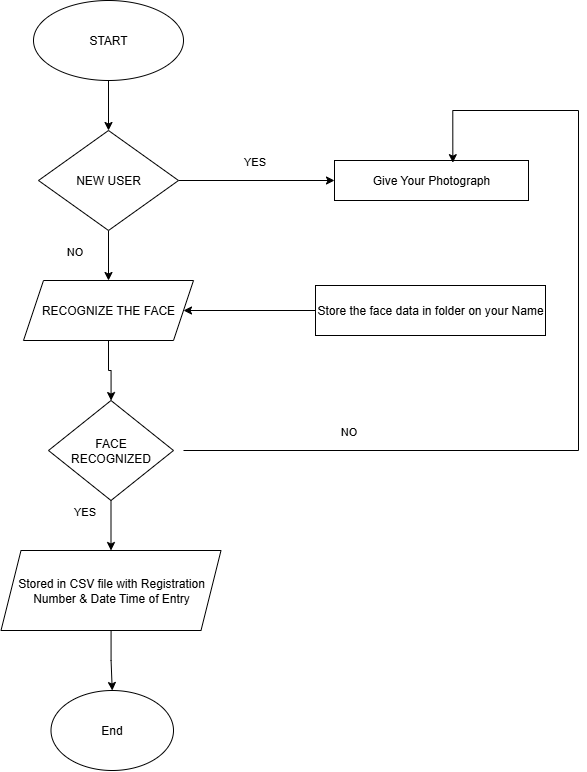 START
YES
NEW USER
Give Your Photograph
NO
RECOGNIZE THE FACE
Store the face data in folder on your Name
NO
FACE
RECOGNIZED
YES
Stored in CSV file with Registration
Number & Date Time of Entry
End